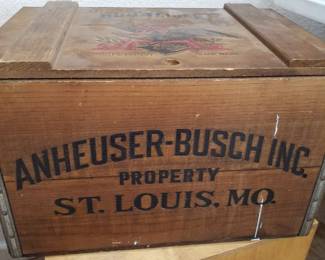 ANHEUSER-BUSCH INC.
PROPERTY
ST. LOUIS, MO.